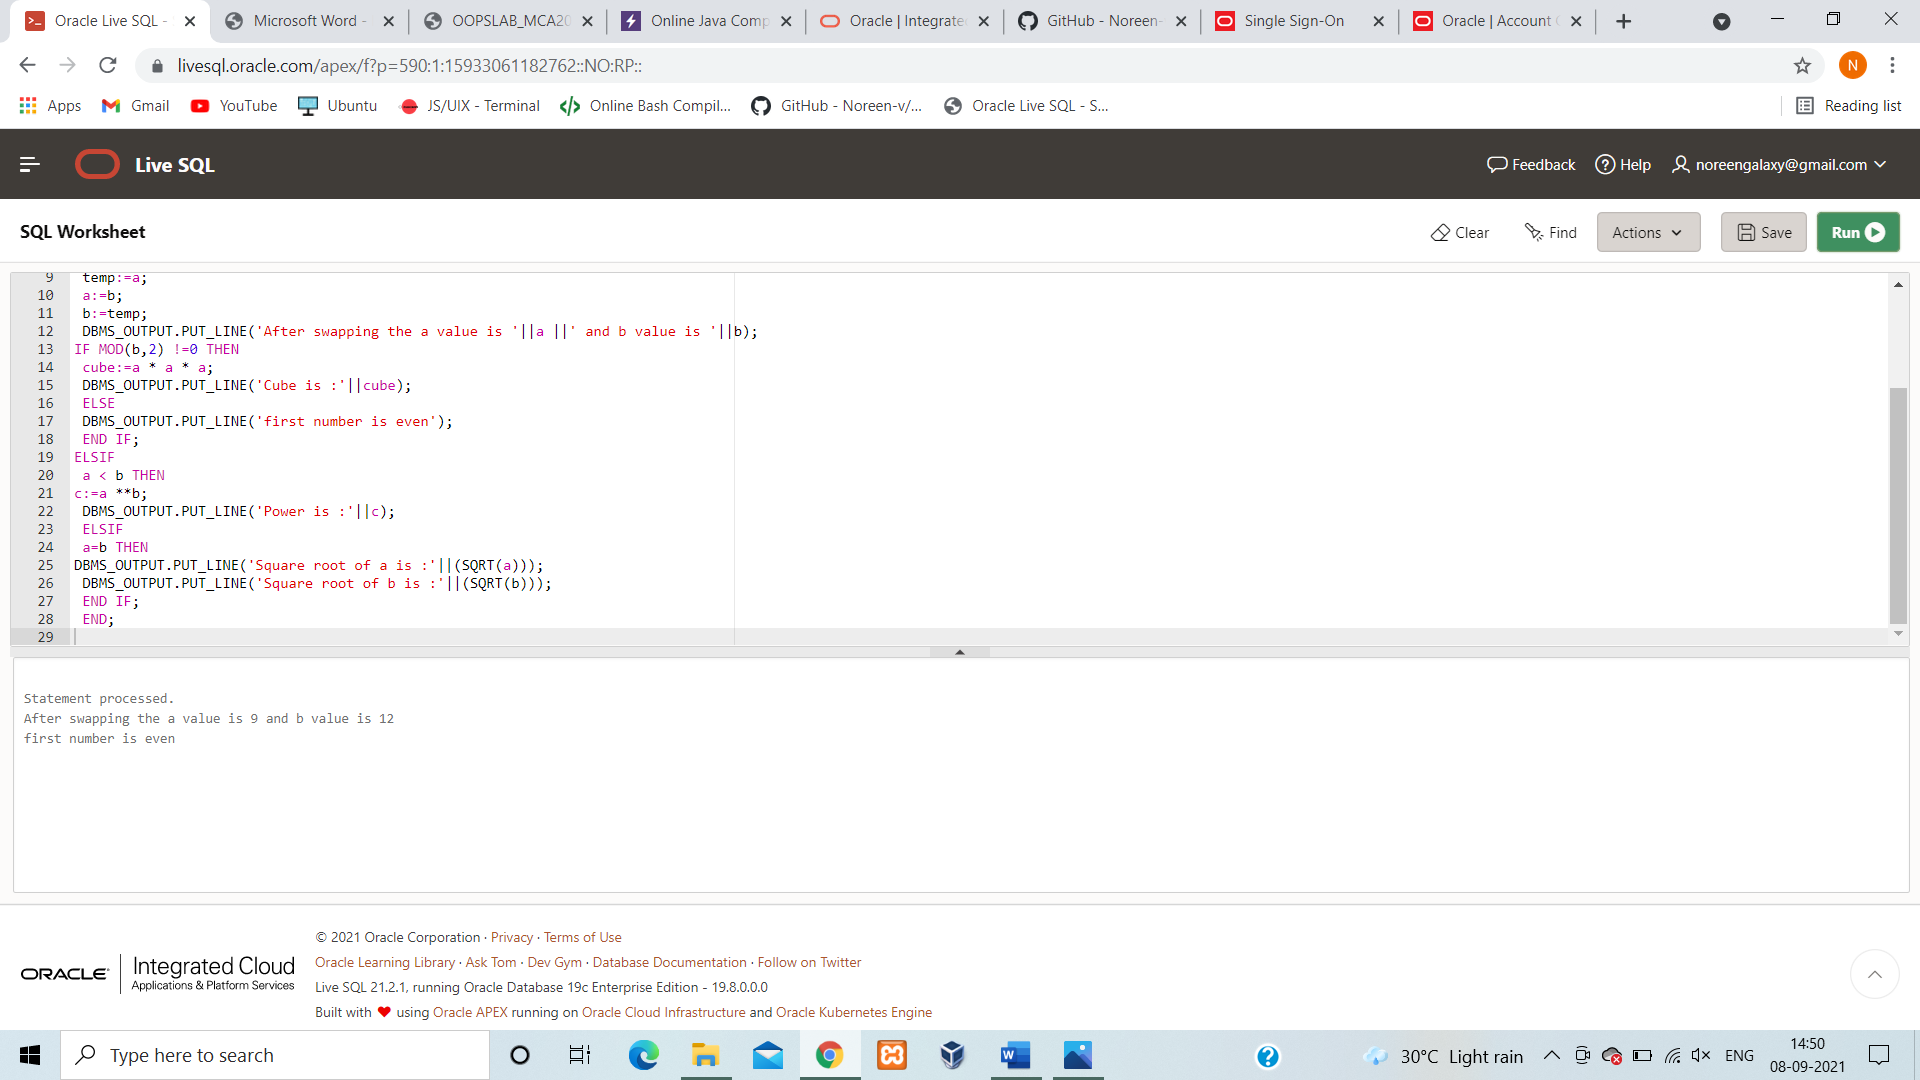 Oracle Live SQL -
Microsoft Word -
OOPSLAB_MCA20
Online Java Comp
Oracle | Integrate
GitHub - Noreen-
Single Sign-On
Oracle | Account
livesql.oracle.com/apex/f?p=590:1:15933061182762::NO:RP::
N
Apps
Gmail
YouTube
Ubuntu
JS/UIX - Terminal
Online Bash Compil...
GitHub - Noreen-v/...
Oracle Live SQL - S...
Reading list
Live SQL
Feedback
Help
noreengalaxy@gmail.com
SQL Worksheet
Clear
Find
Actions
Save
Run
9 temp:=a;
10 a:=b;
11 b:=temp;
12 DBMS_OUTPUT.PUT_LINE('After swapping the a value is '||a ||' and b value is '||b);
13 IF MOD(b,2) !=0 THEN
14 cube:=a * a * a;
15 DBMS_OUTPUT.PUT_LINE('Cube is :'||cube);
16 ELSE
17 DBMS_OUTPUT.PUT_LINE('first number is even');
18 END IF;
19 ELSIF
20 a < b THEN
21 c:=a **b;
22 DBMS_OUTPUT.PUT_LINE('Power is :'||c);
23 ELSIF
24 a=b THEN
25 DBMS_OUTPUT.PUT_LINE('Square root of a is :'||(SQRT(a)));
26 DBMS_OUTPUT.PUT_LINE('Square root of b is :'||(SQRT(b)));
27 END IF;
28 END;
29
Statement processed.
After swapping the a value is 9 and b value is 12
first number is even
© 2021 Oracle Corporation · Privacy · Terms of Use
Oracle Learning Library · Ask Tom · Dev Gym · Database Documentation · Follow on Twitter
Live SQL 21.2.1, running Oracle Database 19c Enterprise Edition - 19.8.0.0.0
Built with ❤ using Oracle APEX running on Oracle Cloud Infrastructure and Oracle Kubernetes Engine
ORACLE
Integrated Cloud
Applications & Platform Services
Type here to search
30°C Light rain
ENG
14:50
08-09-2021